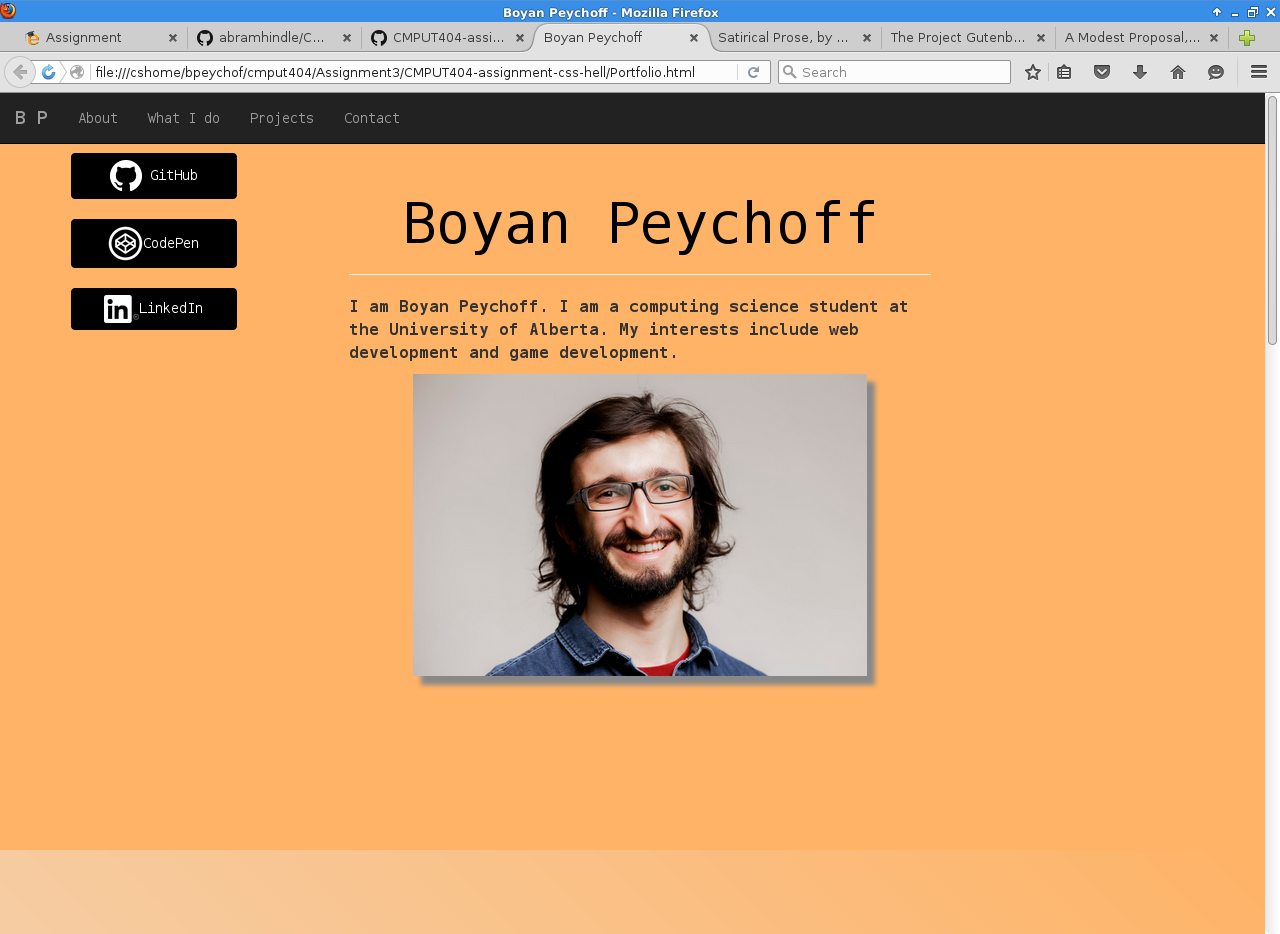 Boyan Peychoff - Mozilla Firefox
Assignment
abramhindle/C...
CMPUT404-assi...
Boyan Peychoff
Satirical Prose, by ...
The Project Gutenb...
A Modest Proposal,...
file:///cshome/bpeychof/cmput404/Assignment3/CMPUT404-assignment-css-hell/Portfolio.html
Search
B P
About
What I do
Projects
Contact
GitHub
CodePen
in LinkedIn
Boyan Peychoff
I am Boyan Peychoff. I am a computing science student at
the University of Alberta. My interests include web
development and game development.